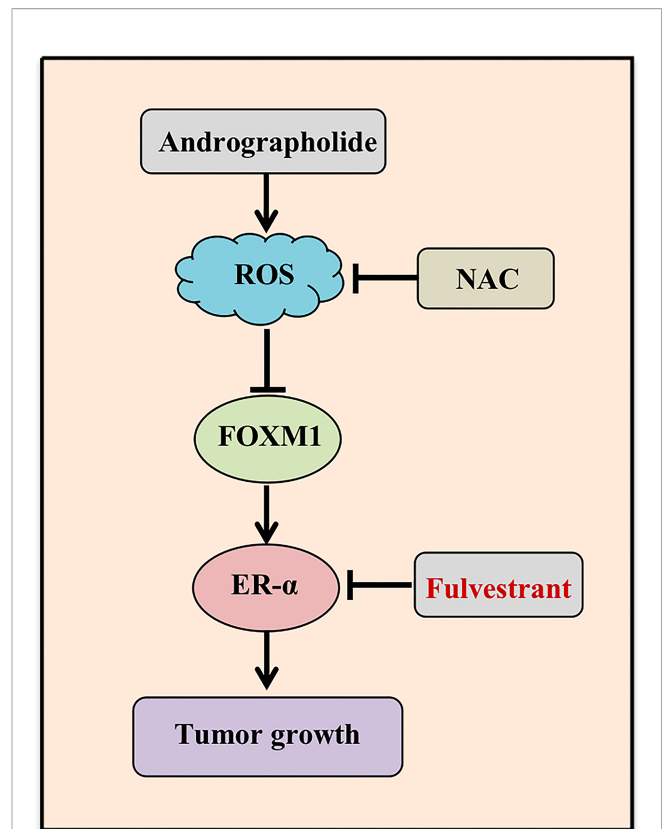 Andrographolide
ROS
NAC
FOXM1
ER-α
Fulvestrant
Tumor growth